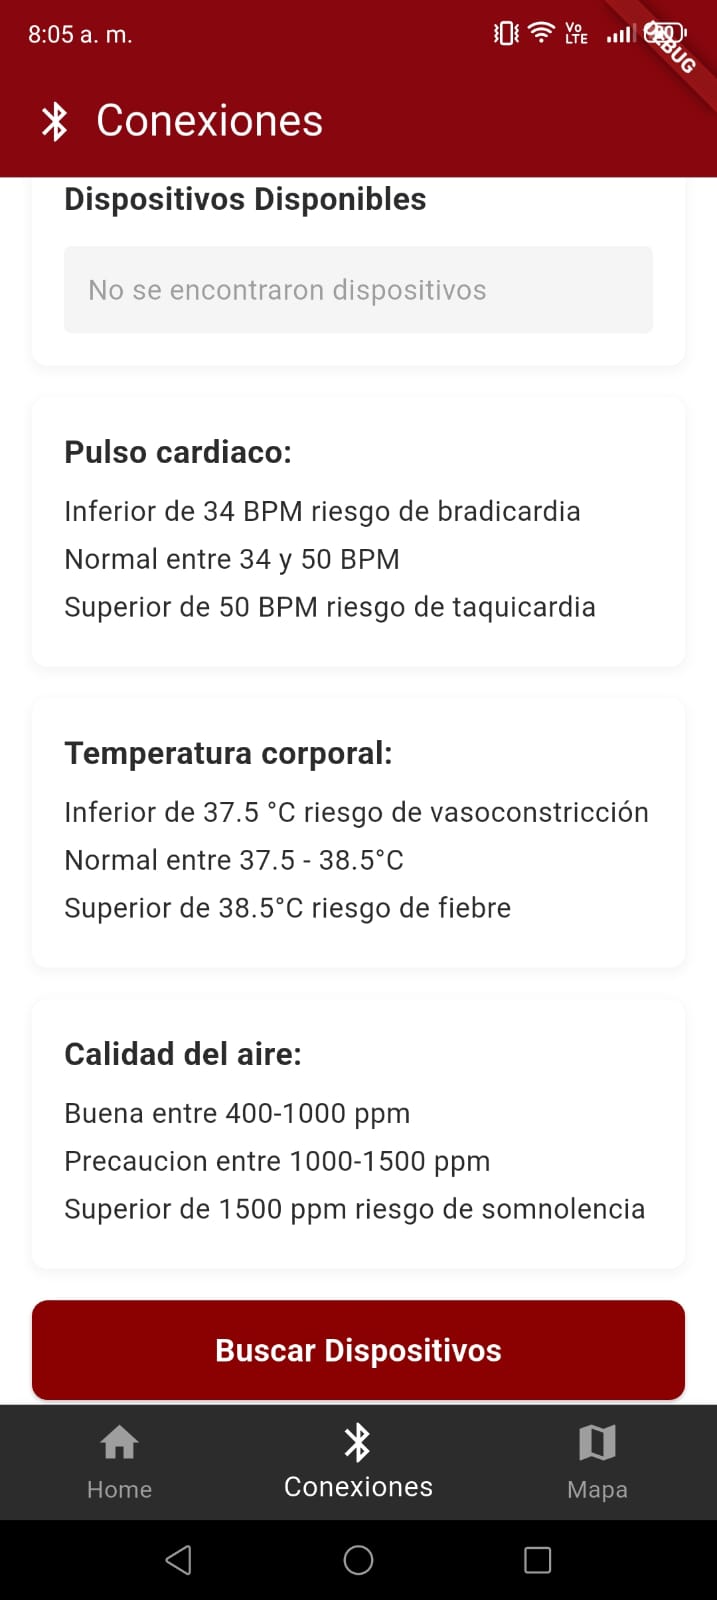 8:05 a. m.
Vo
LTE
Conexiones
Dispositivos Disponibles
No se encontraron dispositivos
Pulso cardiaco:
Inferior de 34 BPM riesgo de bradicardia
Normal entre 34 y 50 BPM
Superior de 50 BPM riesgo de taquicardia
Temperatura corporal:
Inferior de 37.5 °C riesgo de vasoconstricción
Normal entre 37.5 - 38.5°C
Superior de 38.5°C riesgo de fiebre
Calidad del aire:
Buena entre 400-1000 ppm
Precaucion entre 1000-1500 ppm
Superior de 1500 ppm riesgo de somnolencia
Buscar Dispositivos
Home
Conexiones
Mapa